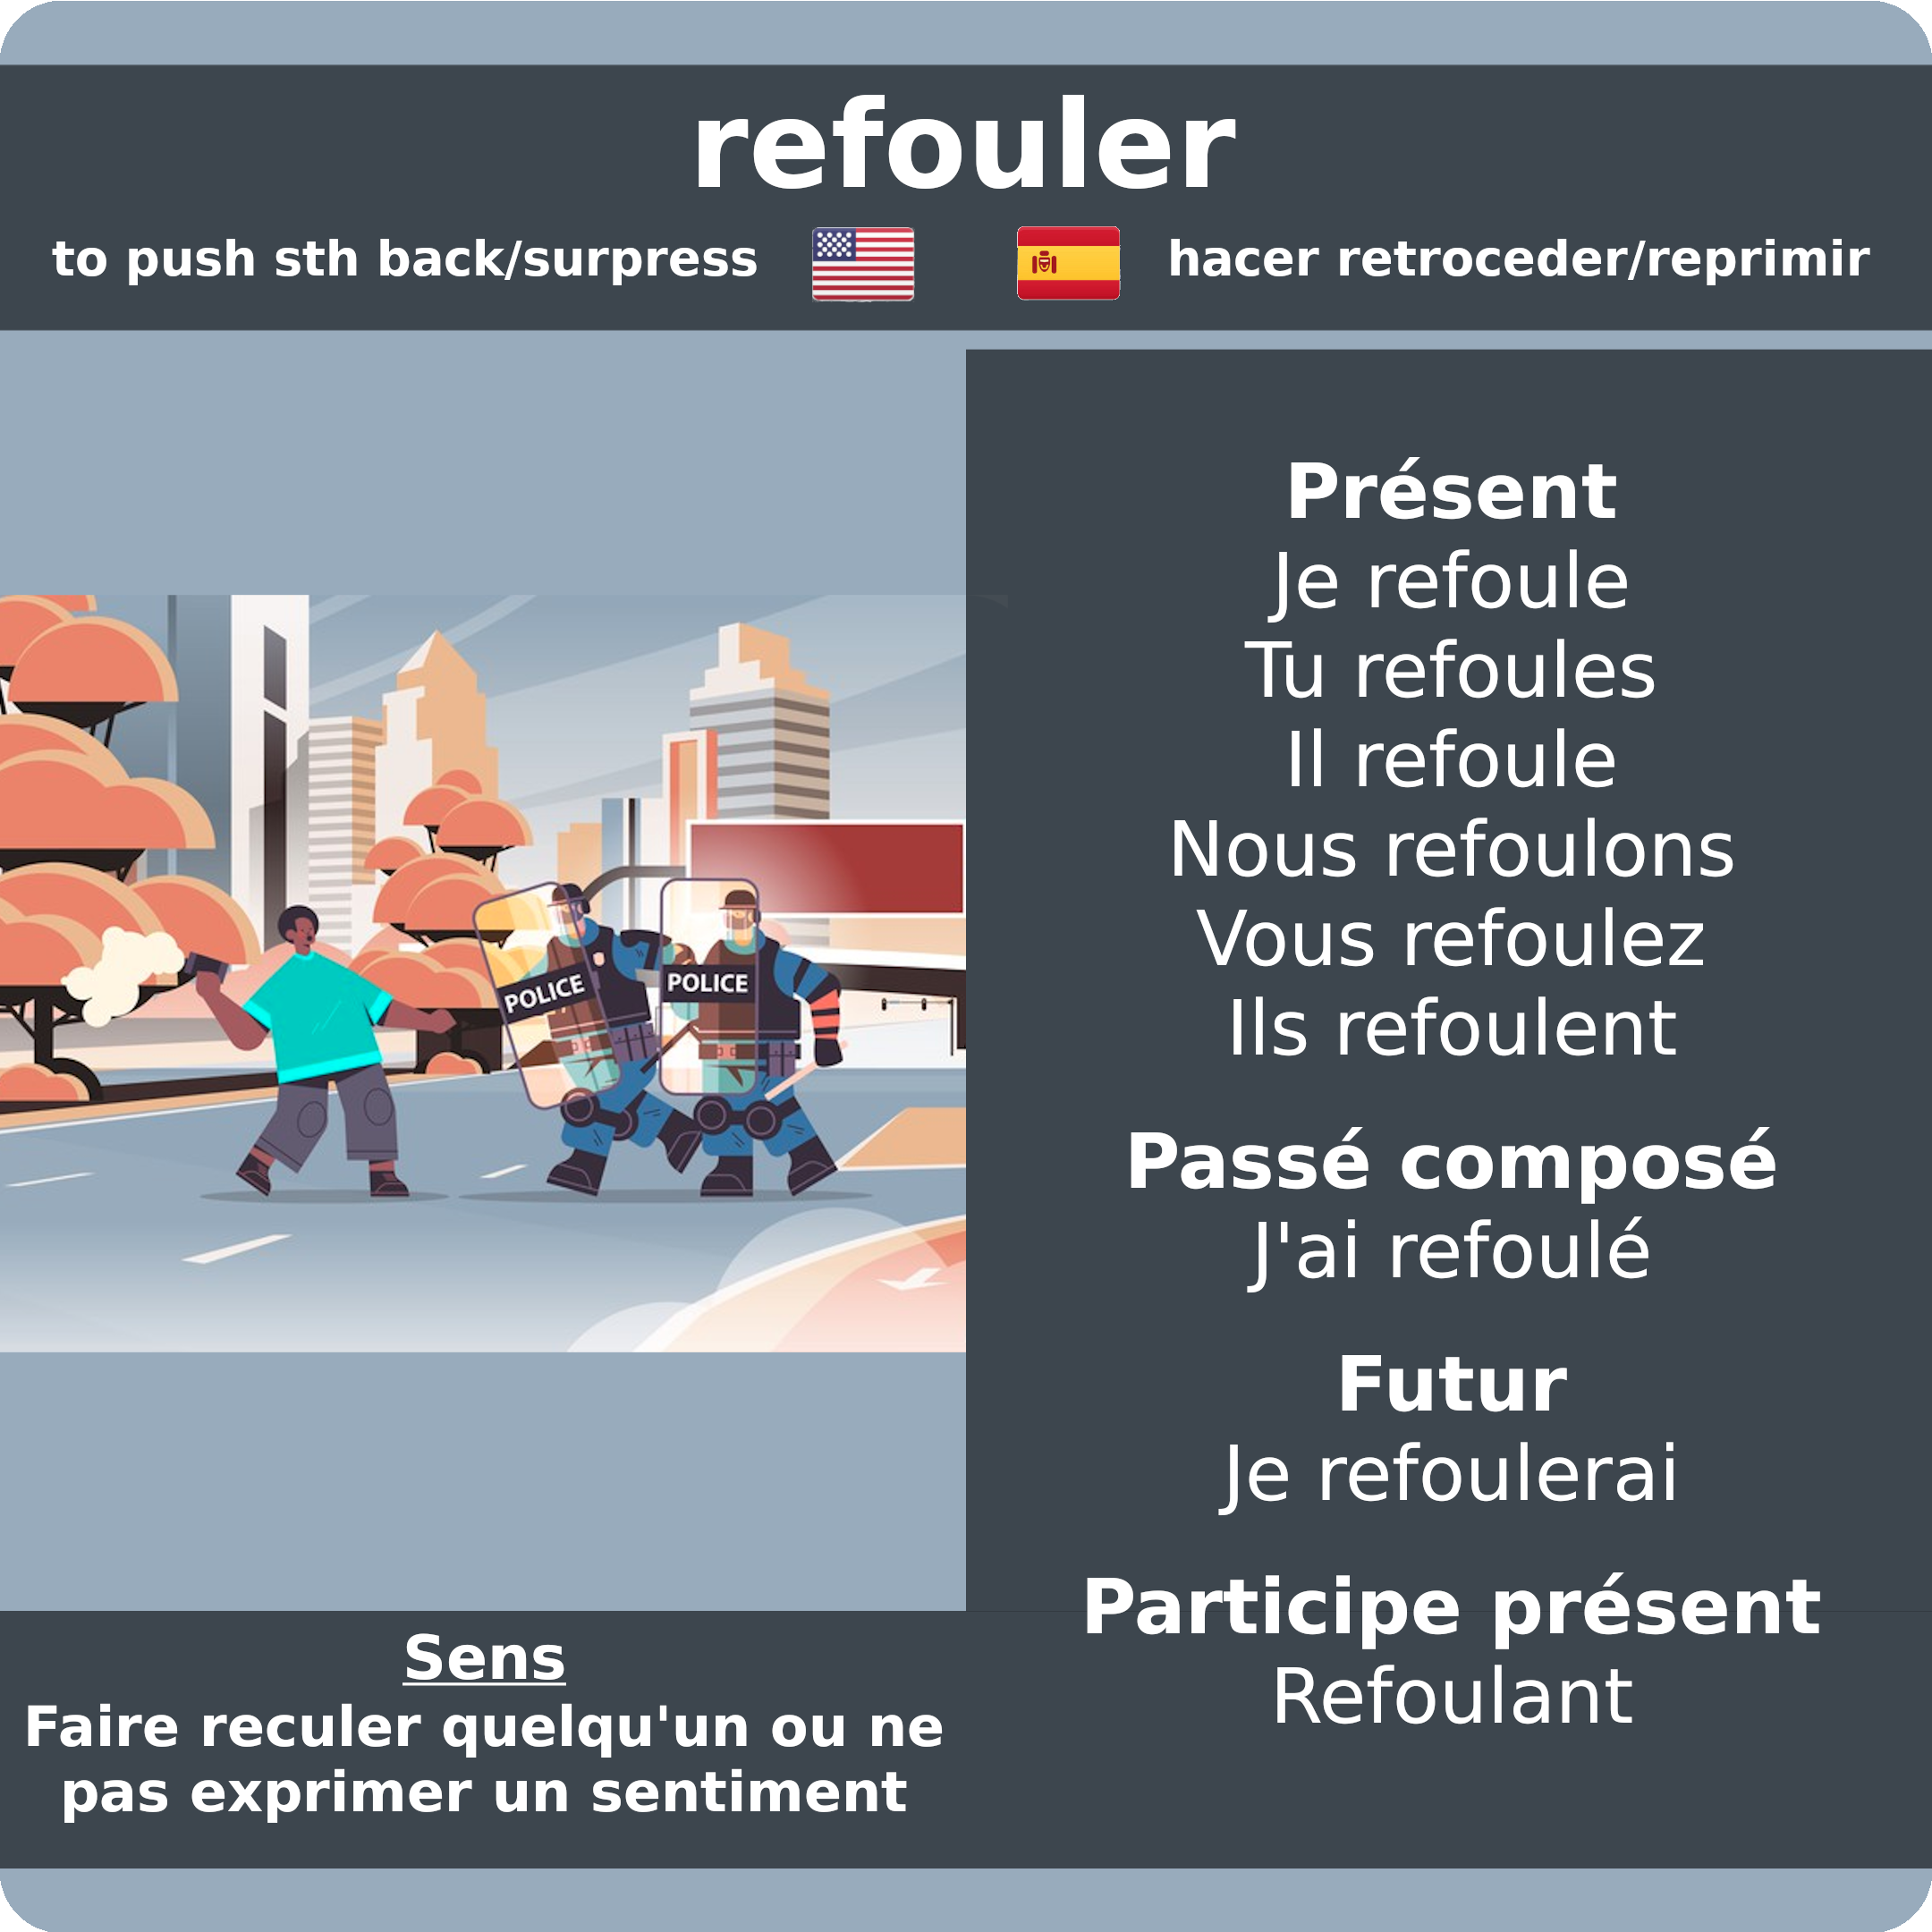 refouler
to push sth back/surpress
hacer retroceder/reprimir
POLICE
POLICE
Sens
Faire reculer quelqu'un ou ne
pas exprimer un sentiment
Présent
Je refoule
Tu refoules
Il refoule
Nous refoulons
Vous refoulez
Ils refoulent
Passé composé
J'ai refoulé
Futur
Je refoulerai
Participe présent
Refoulant